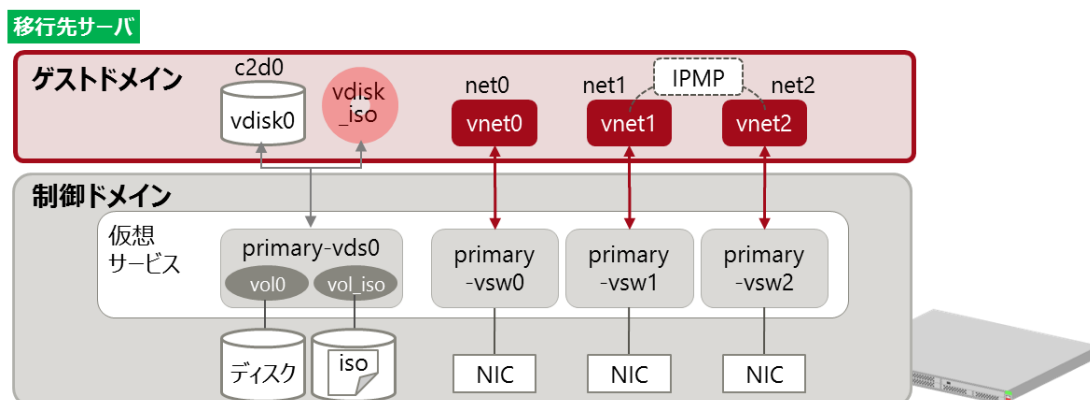 移行先サーバ
ゲストドメイン
c2d0
vdisk0
vdisk
_iso
net0
vnet0
net1
vnet1
IPMP
net2
vnet2
制御ドメイン
仮想
サービス
primary-vds0
vol0
vol_iso
primary
-vsw0
primary
-vsw1
primary
-vsw2
ディスク
iso
NIC
NIC
NIC